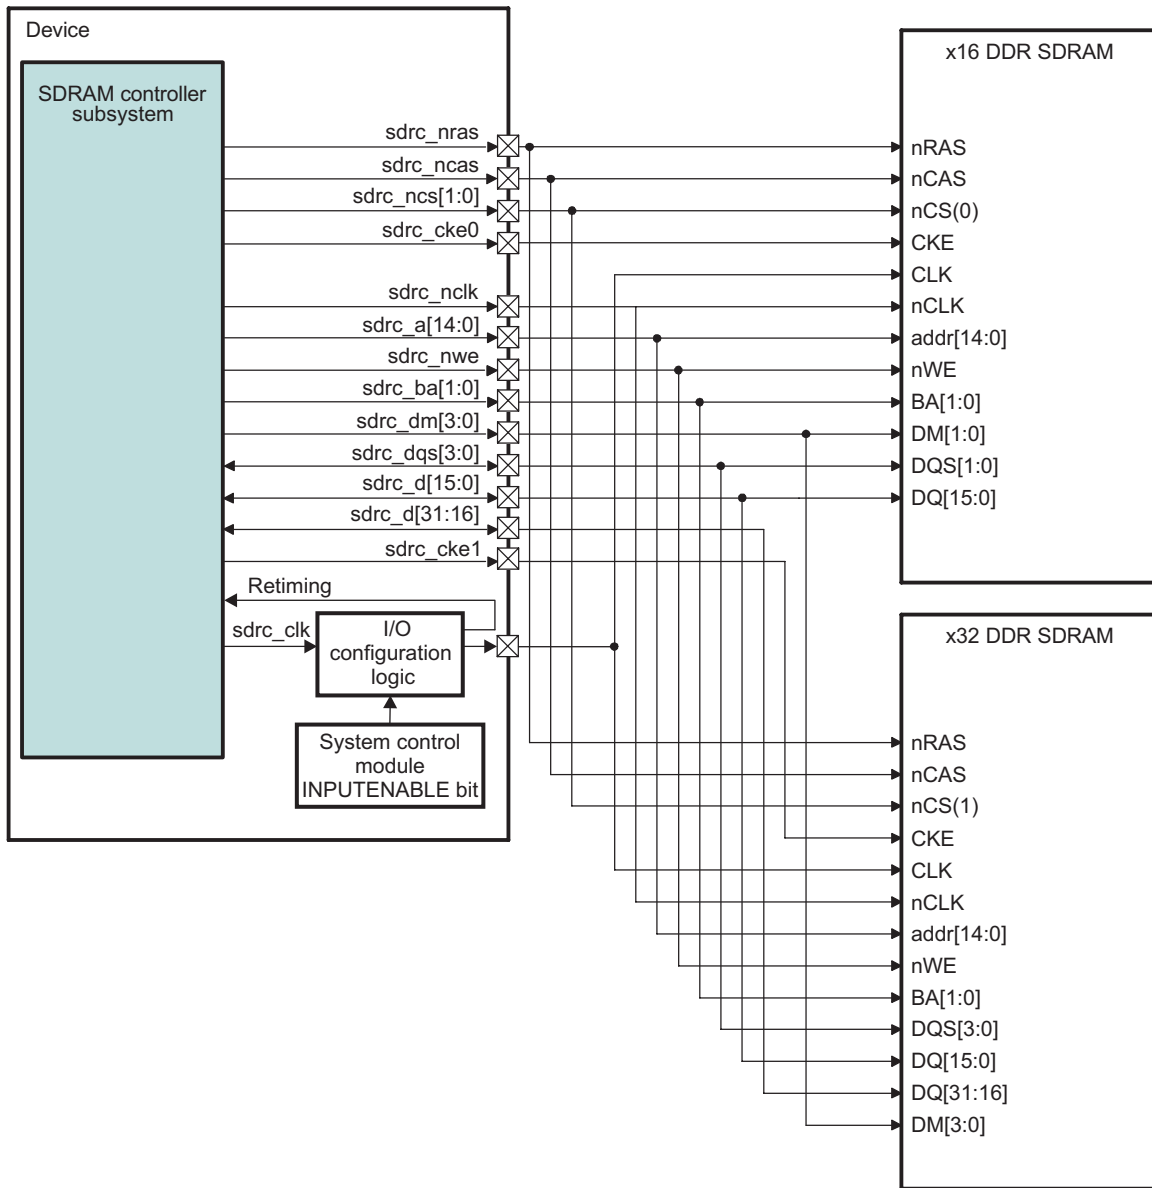 Device
SDRAM controller
subsystem
sdrc_nras
sdrc_ncas
sdrc_ncs[1:0]
sdrc_cke0
sdrc_nclk
sdrc_a[14:0]
sdrc_nwe
sdrc_ba[1:0]
sdrc_dm[3:0]
sdrc_dqs[3:0]
sdrc_d[15:0]
sdrc_d[31:16]
sdrc_cke1
Retiming
sdrc_clk
I/O
configuration
logic
System control
module
INPUTENABLE bit
x16 DDR SDRAM
nRAS
nCAS
nCS(0)
CKE
CLK
nCLK
addr[14:0]
nWE
BA[1:0]
DM[1:0]
DQS[1:0]
DQ[15:0]
x32 DDR SDRAM
nRAS
nCAS
nCS(1)
CKE
CLK
nCLK
addr[14:0]
nWE
BA[1:0]
DQS[3:0]
DQ[15:0]
DQ[31:16]
DM[3:0]